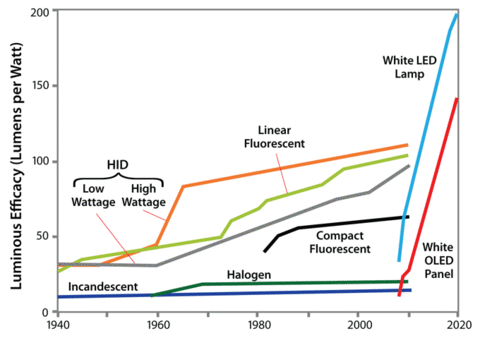 Luminous Efficacy (Lumens per Watt)
200
150
100
50
0
1940
1960
1980
2000
2020
HID
Low
Wattage
High
Wattage
Linear
Fluorescent
White LED
Lamp
Compact
Fluorescent
White
OLED
Panel
Halogen
Incandescent